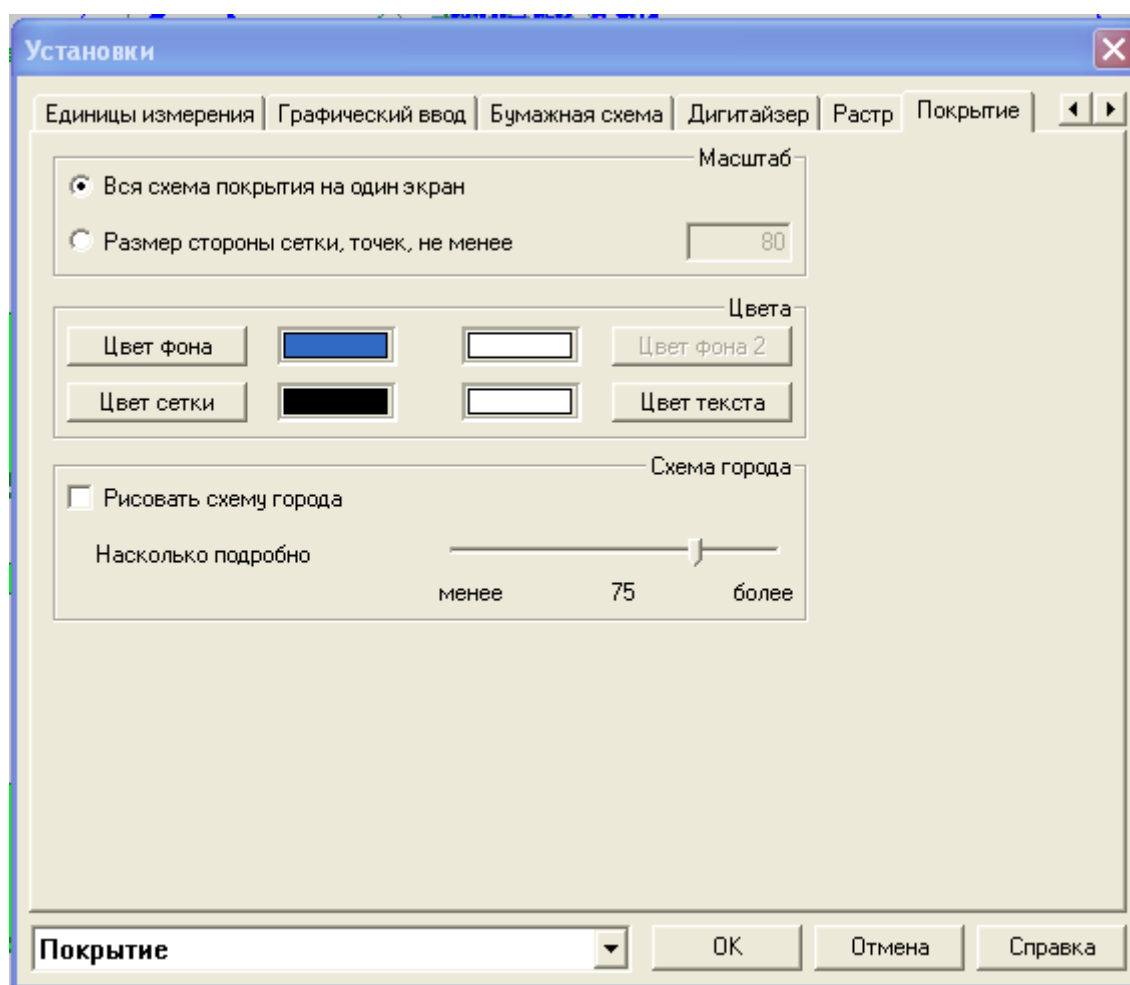 Установки
Единицы измерения Графический ввод Бумажная схема Дигитайзер Растр Покрытие
Масштаб
Вся схема покрытия на один экран
Размер стороны сетки, точек, не менее 80
Цвета
Цвет фона Цвет фона 2
Цвет сетки Цвет текста
Схема города
Рисовать схему города
Насколько подробно
менее 75 более
Покрытие OK Отмена Справка